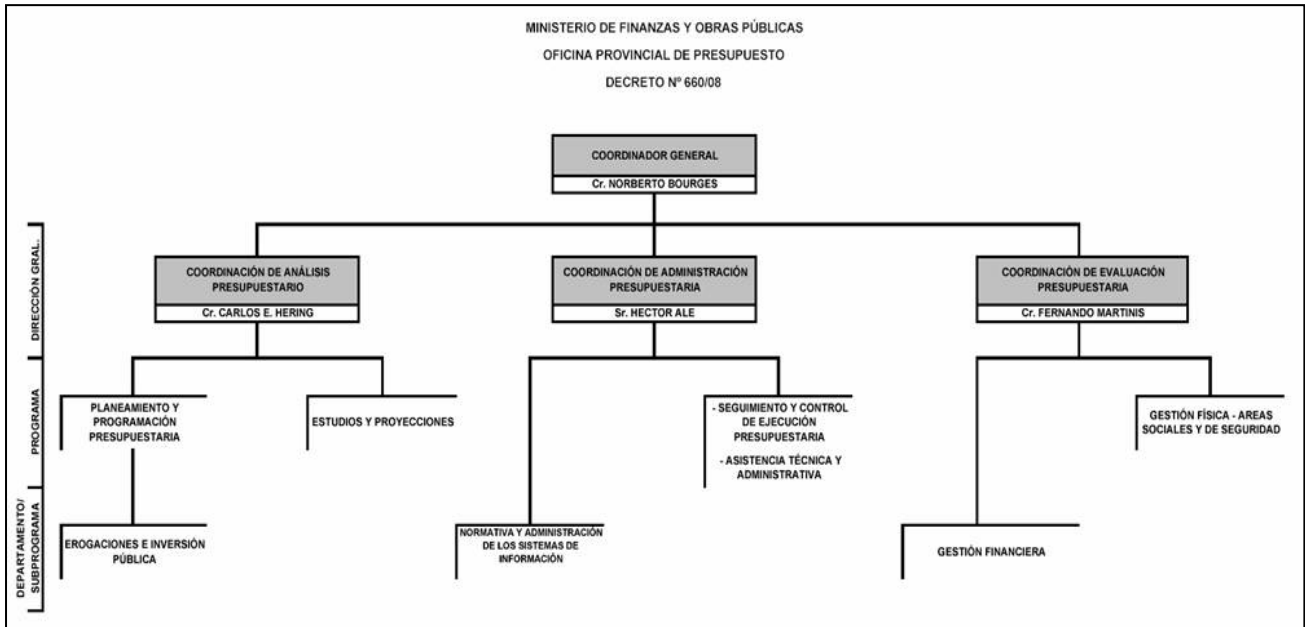 MINISTERIO DE FINANZAS Y OBRAS PÚBLICAS
OFICINA PROVINCIAL DE PRESUPUESTO
DECRETO Nº 660/08
COORDINADOR GENERAL
Cr. NORBERTO BOURGES
DIRECCIÓN GRAL.
COORDINACIÓN DE ANÁLISIS
PRESUPUESTARIO
Cr. CARLOS E. HERING
COORDINACIÓN DE ADMINISTRACIÓN
PRESUPUESTARIA
Sr. HECTOR ALE
COORDINACIÓN DE EVALUACIÓN
PRESUPUESTARIA
Cr. FERNANDO MARTINIS
PROGRAMA
PLANEAMIENTO Y
PROGRAMACIÓN
PRESUPUESTARIA
ESTUDIOS Y PROYECCIONES
- SEGUIMIENTO Y CONTROL
DE EJECUCIÓN
PRESUPUESTARIA
- ASISTENCIA TÉCNICA Y
ADMINISTRATIVA
GESTIÓN FÍSICA - AREAS
SOCIALES Y DE SEGURIDAD
DEPARTAMENTO/
SUBPROGRAMA
EROGACIONES E INVERSIÓN
PÚBLICA
NORMATIVA Y ADMINISTRACIÓN
DE LOS SISTEMAS DE
INFORMACIÓN
GESTIÓN FINANCIERA